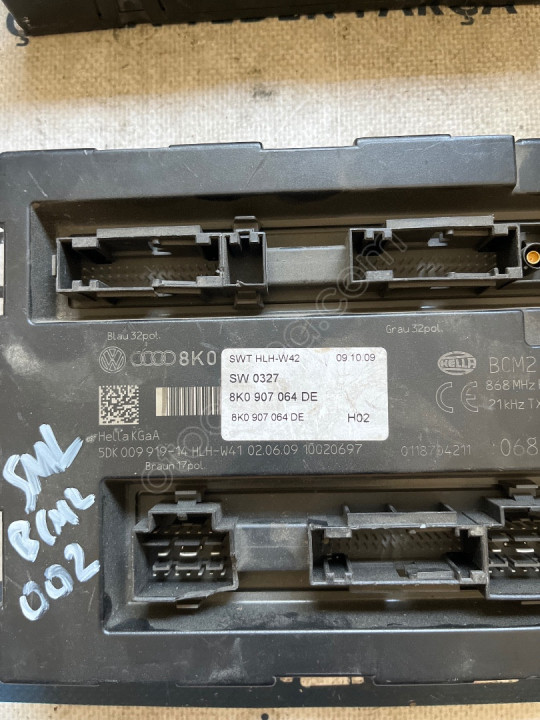 Blau 32pol.
Grau 32pol.
8K0
SWT HLH-W42 09.10.09
SW 0327
8K0 907 064 DE
8K0 907 064 DE H02
HELLA
BCM2
868 MHz
21kHz TX
Hella KGaA
5DK 009 919-14 HLH-W41 02.06.09 10020697
0118794211
068
Braun 17pol.
SML
BCM2
002